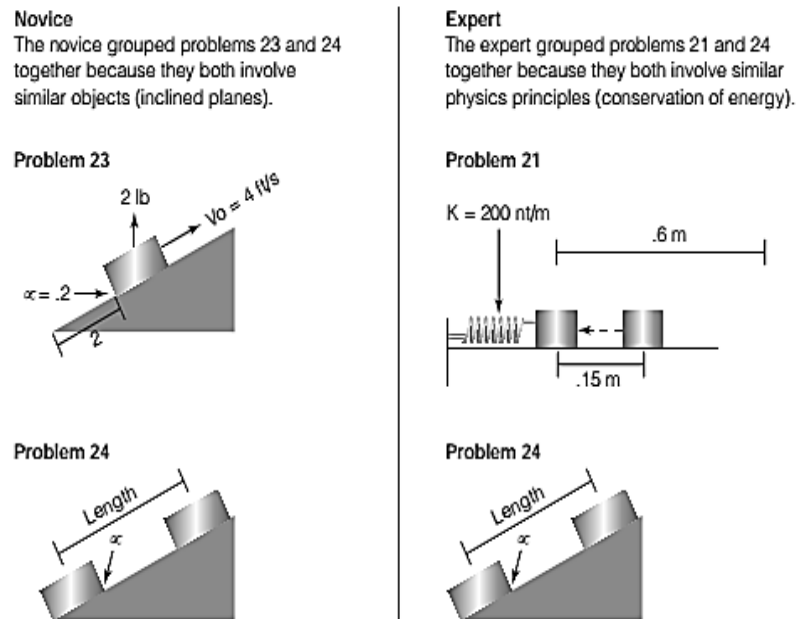 Novice
The novice grouped problems 23 and 24
together because they both involve
similar objects (inclined planes).
Problem 23
2 lb
Vo = 4 ft/s
∝ = .2
2
Problem 24
Length
∝
Expert
The expert grouped problems 21 and 24
together because they both involve similar
physics principles (conservation of energy).
Problem 21
K = 200 nt/m
.6 m
.15 m
Problem 24
Length
∝